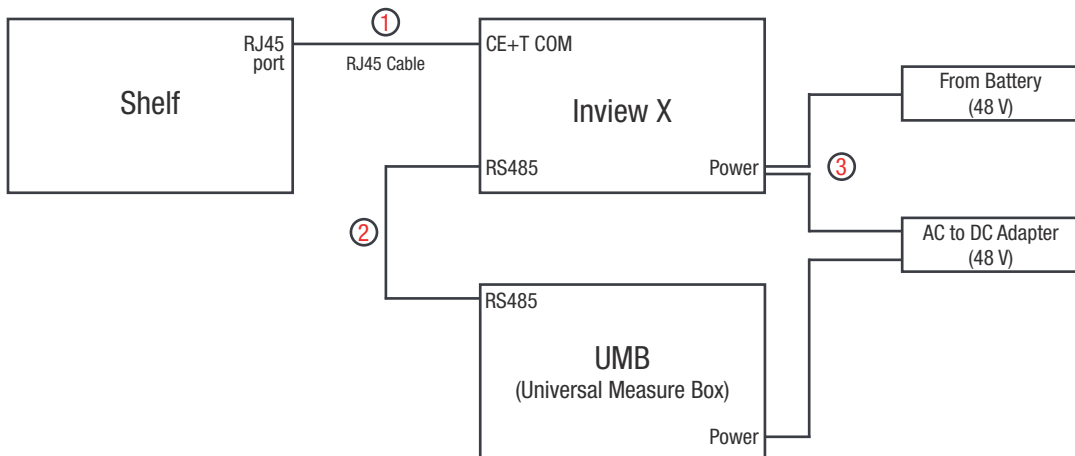 1
RJ45
port
CE+T COM
RJ45 Cable
Shelf
Inview X
From Battery
(48 V)
RS485
Power
3
2
AC to DC Adapter
(48 V)
RS485
UMB
(Universal Measure Box)
Power